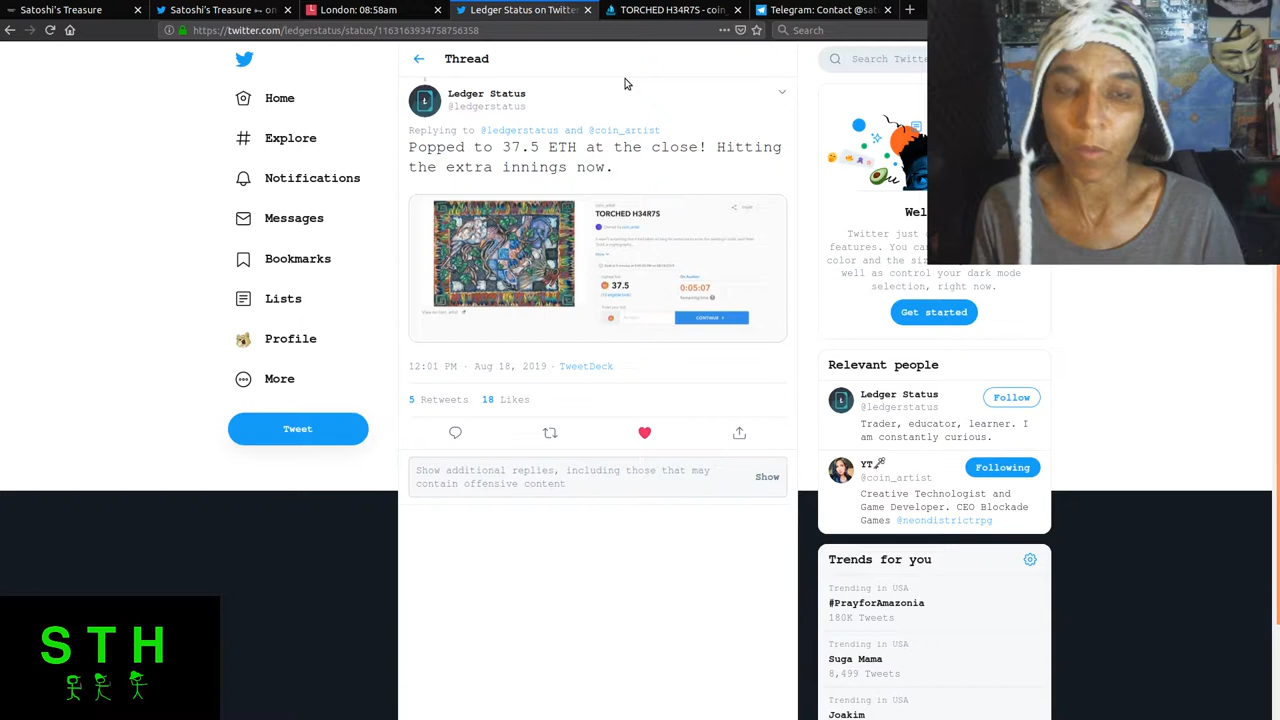 Satoshi's Treasure
Satoshi's Treasure
London: 08:58am
Ledger Status on Twitter
TORCHED H34R7S - coin
Telegram: Contact @sat
https://twitter.com/ledgerstatus/status/1163163934758756358
Search
Thread
Search Twitte
Home
Explore
Notifications
Messages
Bookmarks
Lists
Profile
More
Tweet
Ledger Status
@ledgerstatus
Replying to @ledgerstatus and @coin_artist
Popped to 37.5 ETH at the close! Hitting
the extra innings now.
TORCHED H34R7S
37.5
0:05:07
CONTINUE
12:01 PM · Aug 18, 2019 · TweetDeck
5 Retweets 18 Likes
Show additional replies, including those that may
contain offensive content
Show
Wel
Twitter just
features. You ca
color and the si
well as control your dark mode
selection, right now.
Get started
Relevant people
Ledger Status
@ledgerstatus
Follow
Trader, educator, learner. I
am constantly curious.
YT
@coin_artist
Following
Creative Technologist and
Game Developer. CEO Blockade
Games @neondistrictrpg
Trends for you
Trending in USA
#PrayforAmazonia
180K Tweets
Trending in USA
Suga Mama
8,499 Tweets
Trending in USA
Joakim
STH